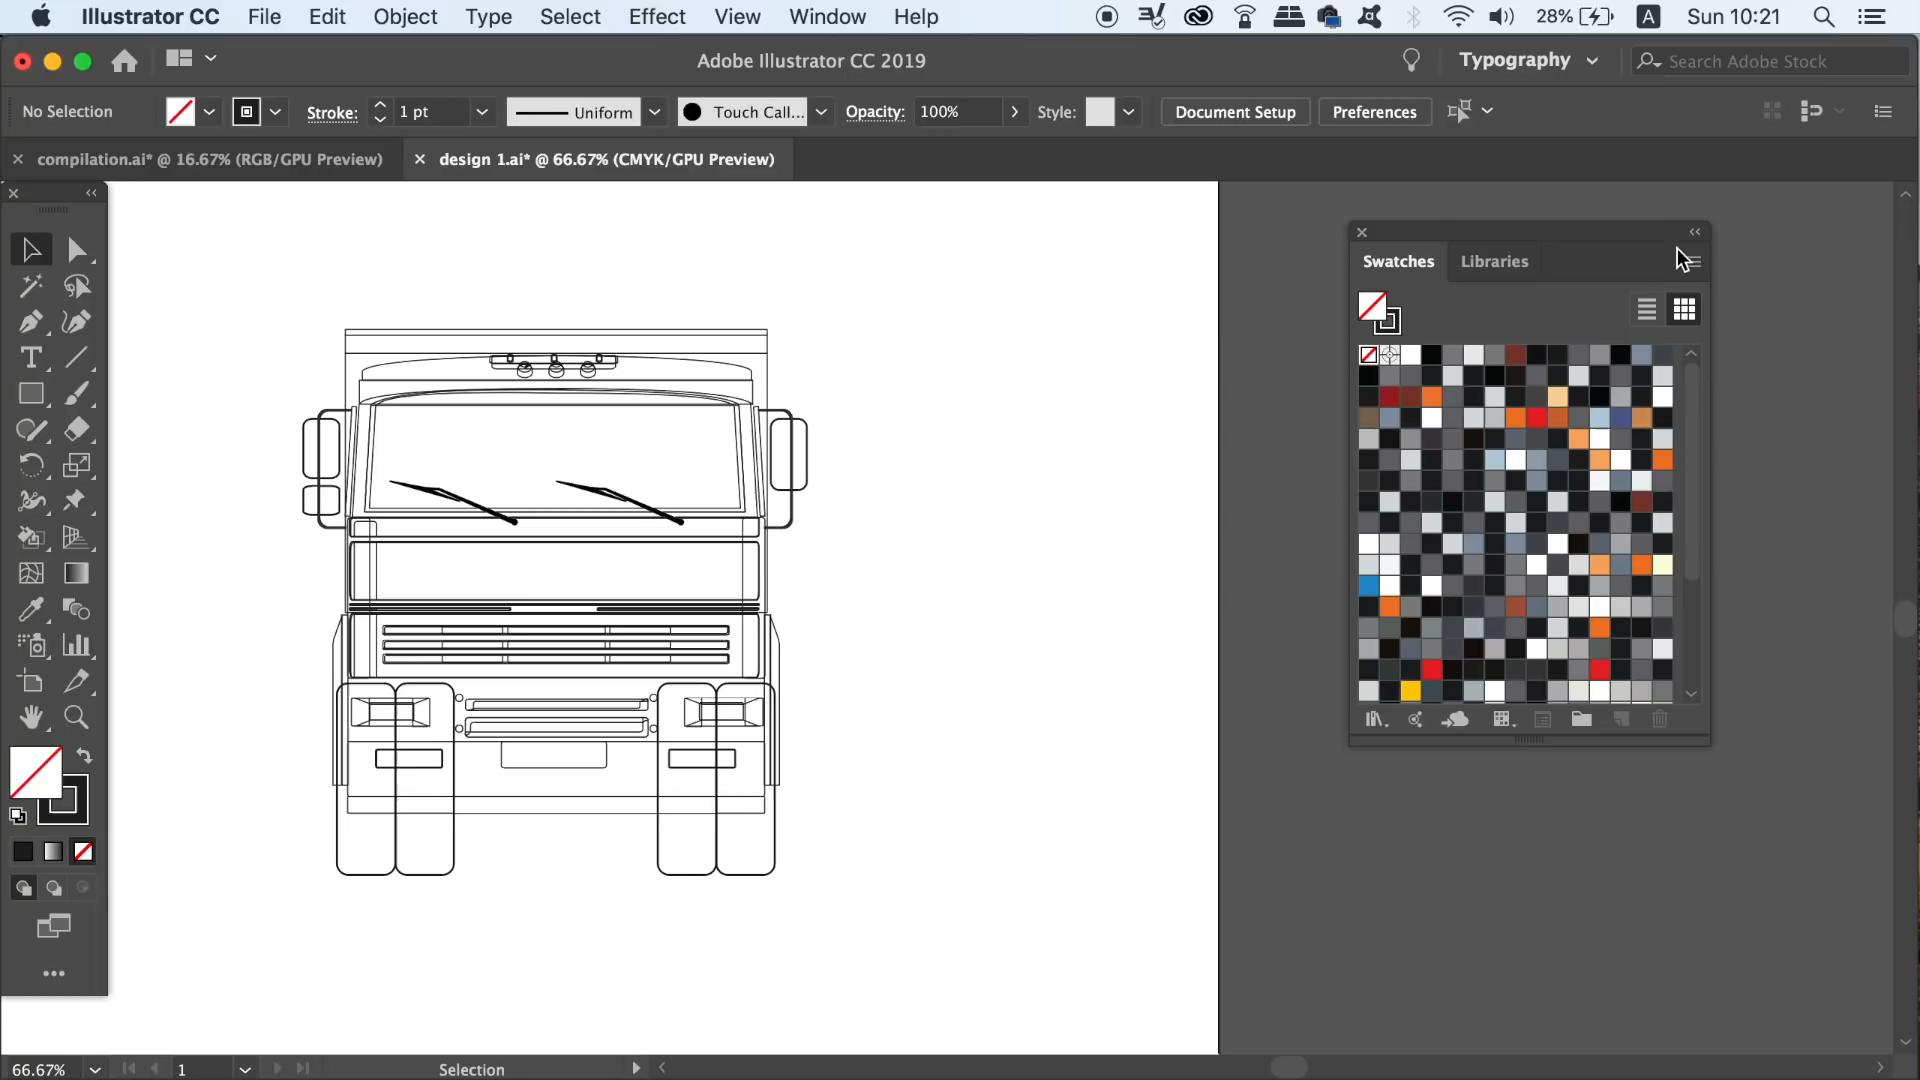 Illustrator CC File Edit Object Type Select Effect View Window Help 28% A Sun 10:21
Adobe Illustrator CC 2019 Typography Search Adobe Stock
No Selection Stroke: 1 pt Uniform Touch Call... Opacity: 100% Style: Document Setup Preferences
compilation.ai* @ 16.67% (RGB/GPU Preview) design 1.ai* @ 66.67% (CMYK/GPU Preview)
Swatches Libraries
66.67% 1 Selection